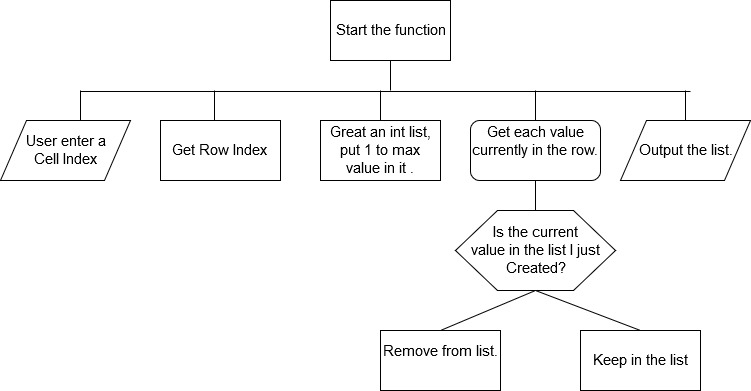 Start the function
User enter a
Cell Index
Get Row Index
Great an int list,
put 1 to max
value in it .
Get each value
currently in the row.
Output the list.
Is the current
value in the list I just
Created?
Remove from list.
Keep in the list